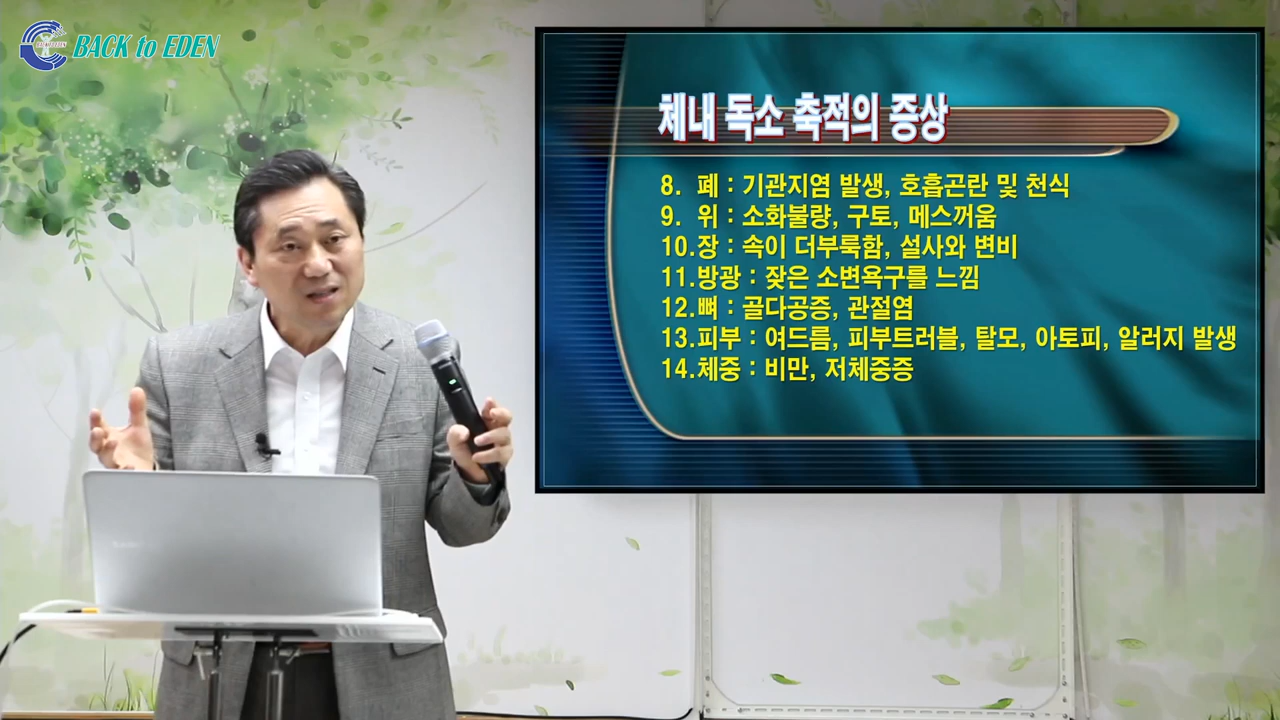 BACK to EDEN
체내 독소 축적의 증상
8. 폐 : 기관지염 발생, 호흡곤란 및 천식
9. 위 : 소화불량, 구토, 메스꺼움
10.장 : 속이 더부룩함, 설사와 변비
11.방광 : 잦은 소변욕구를 느낌
12.뼈 : 골다공증, 관절염
13.피부 : 여드름, 피부트러블, 탈모, 아토피, 알러지 발생
14.체중 : 비만, 저체중증